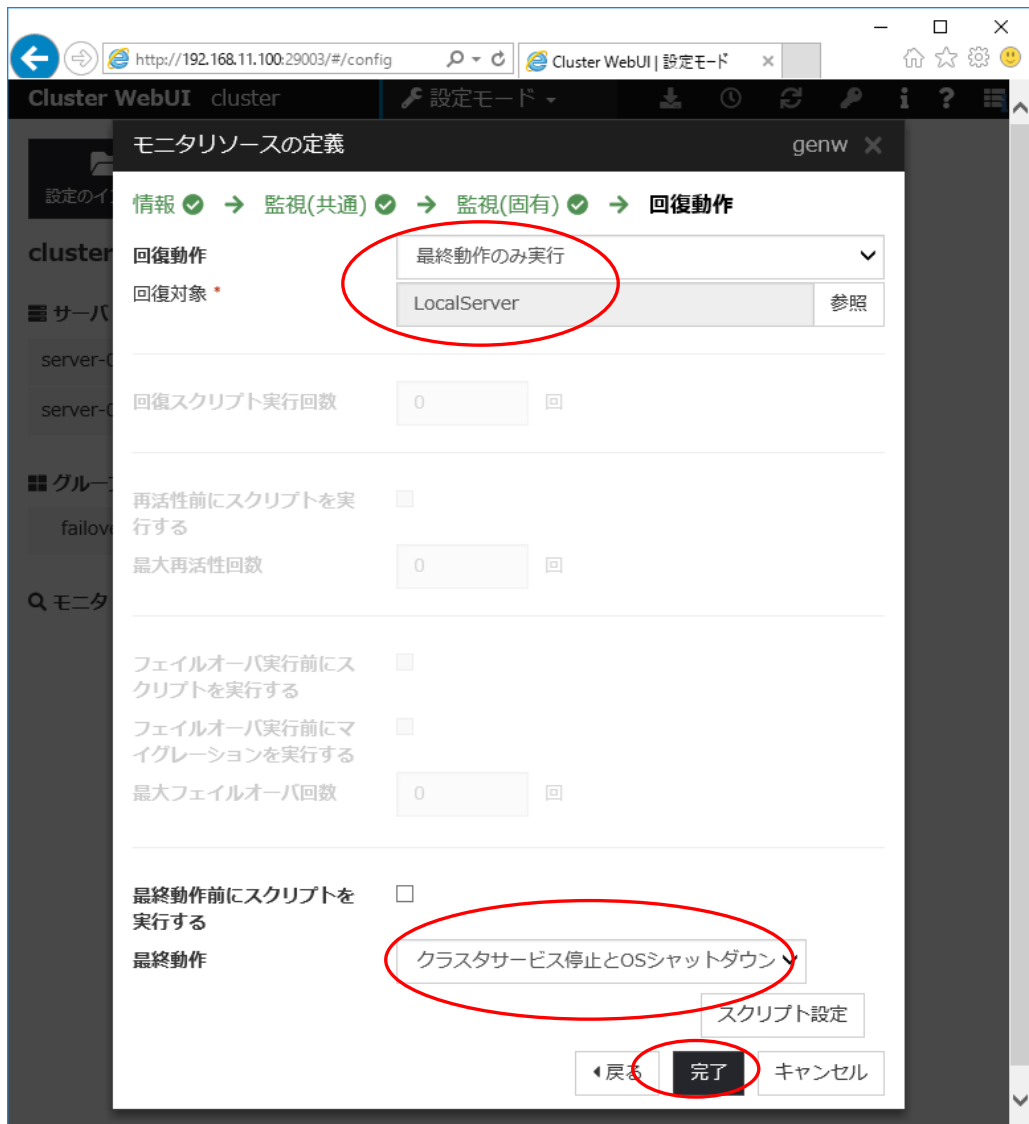 http://192.168.11.100:29003/#/config
Cluster WebUI | 設定モード
Cluster WebUI cluster
設定モード
モニタリソースの定義
genw
設定のイ
情報 → 監視(共通) → 監視(固有) → 回復動作
cluster
回復動作
最終動作のみ実行
回復対象 *
LocalServer
参照
サーバ
server-0
回復スクリプト実行回数
0
回
server-0
グルー
再活性前にスクリプトを実
行する
failove
最大再活性回数
0
回
モニタ
フェイルオーバ実行前にス
クリプトを実行する
フェイルオーバ実行前にマ
イグレーションを実行する
最大フェイルオーバ回数
0
回
最終動作前にスクリプトを
実行する
最終動作
クラスタサービス停止とOSシャットダウン
スクリプト設定
戻る
完了
キャンセル